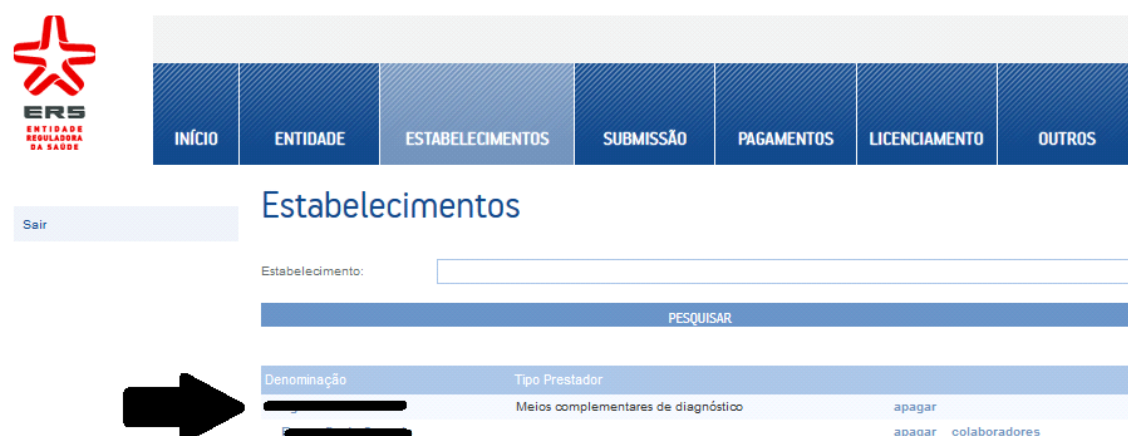 ERS
ENTIDADE
REGULADORA
DA SAÚDE
INÍCIO ENTIDADE ESTABELECIMENTOS SUBMISSÃO PAGAMENTOS LICENCIAMENTO OUTROS
Sair
Estabelecimentos
Estabelecimento:
PESQUISAR
Denominação Tipo Prestador
Meios complementares de diagnóstico apagar
apagar colaboradores